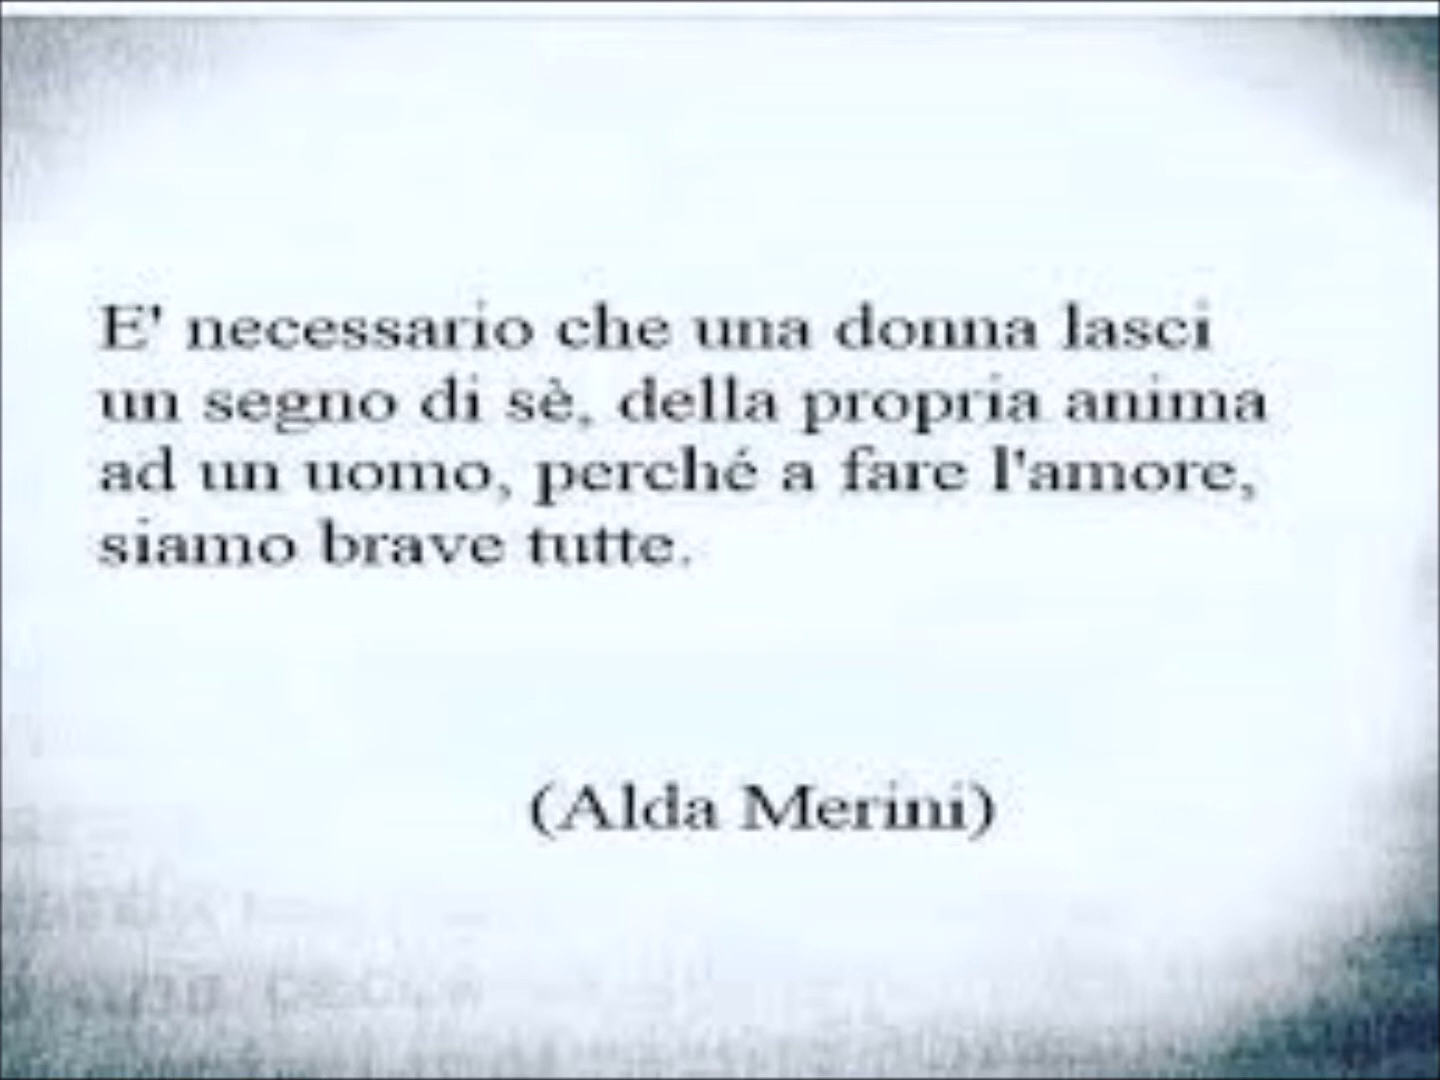 E' necessario che una donna lasci
un segno di sè, della propria anima
ad un uomo, perché a fare l'amore,
siamo brave tutte.
(Alda Merini)